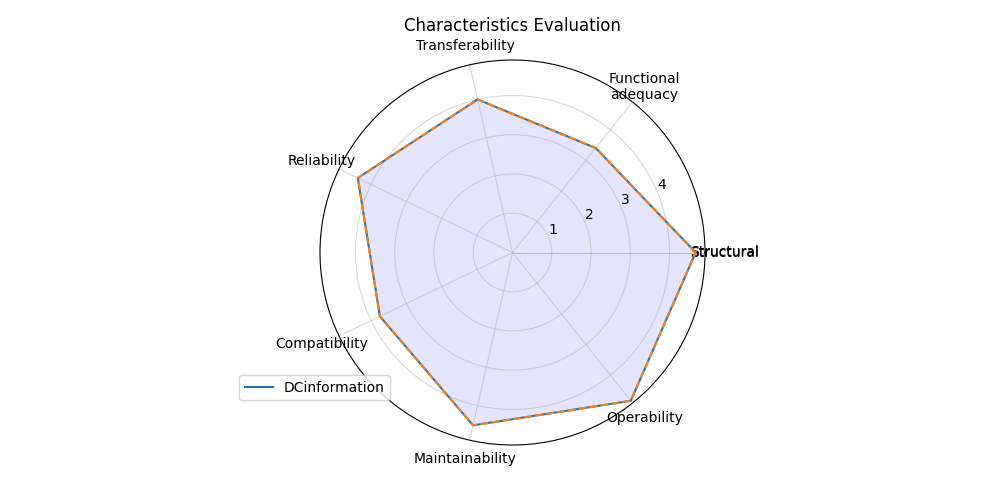 Characteristics Evaluation
Transferability
Functional
adequacy
Reliability
4
3
2
1
Structural
Compatibility
DCinformation
Operability
Maintainability